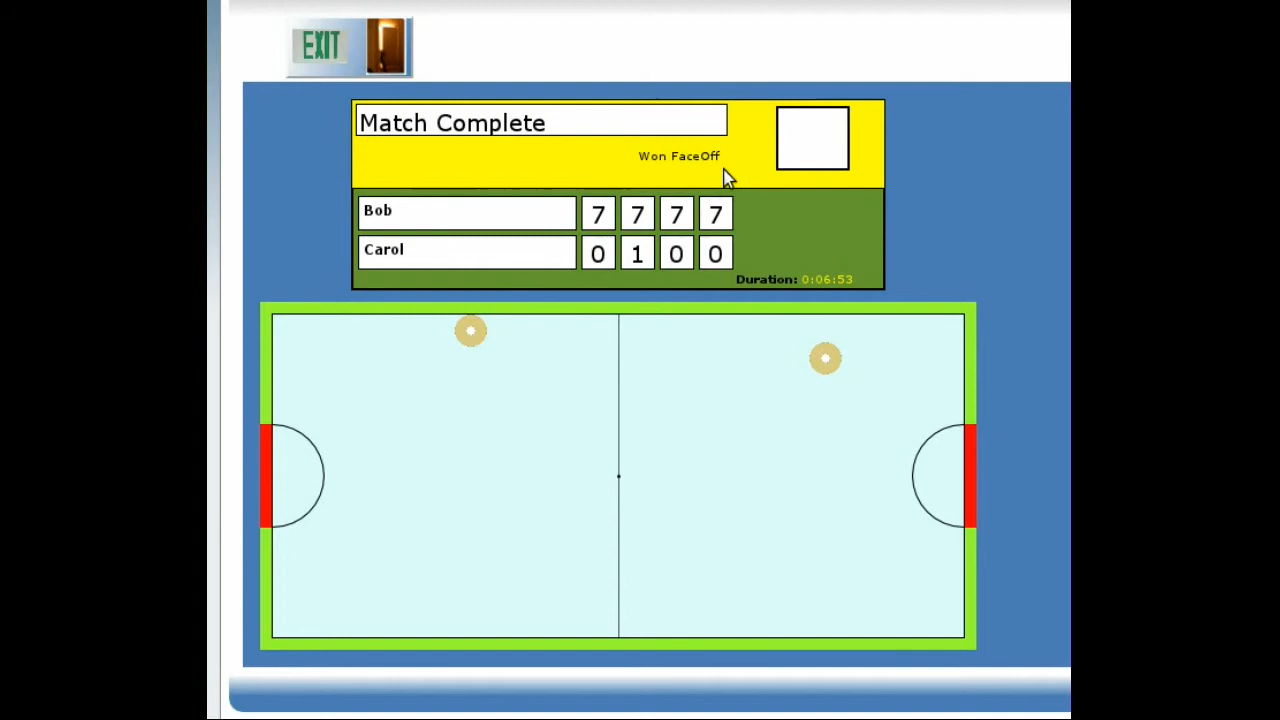 EXIT
Match Complete
Won FaceOff
Bob 7 7 7 7
Carol 0 1 0 0
Duration: 0:06:53